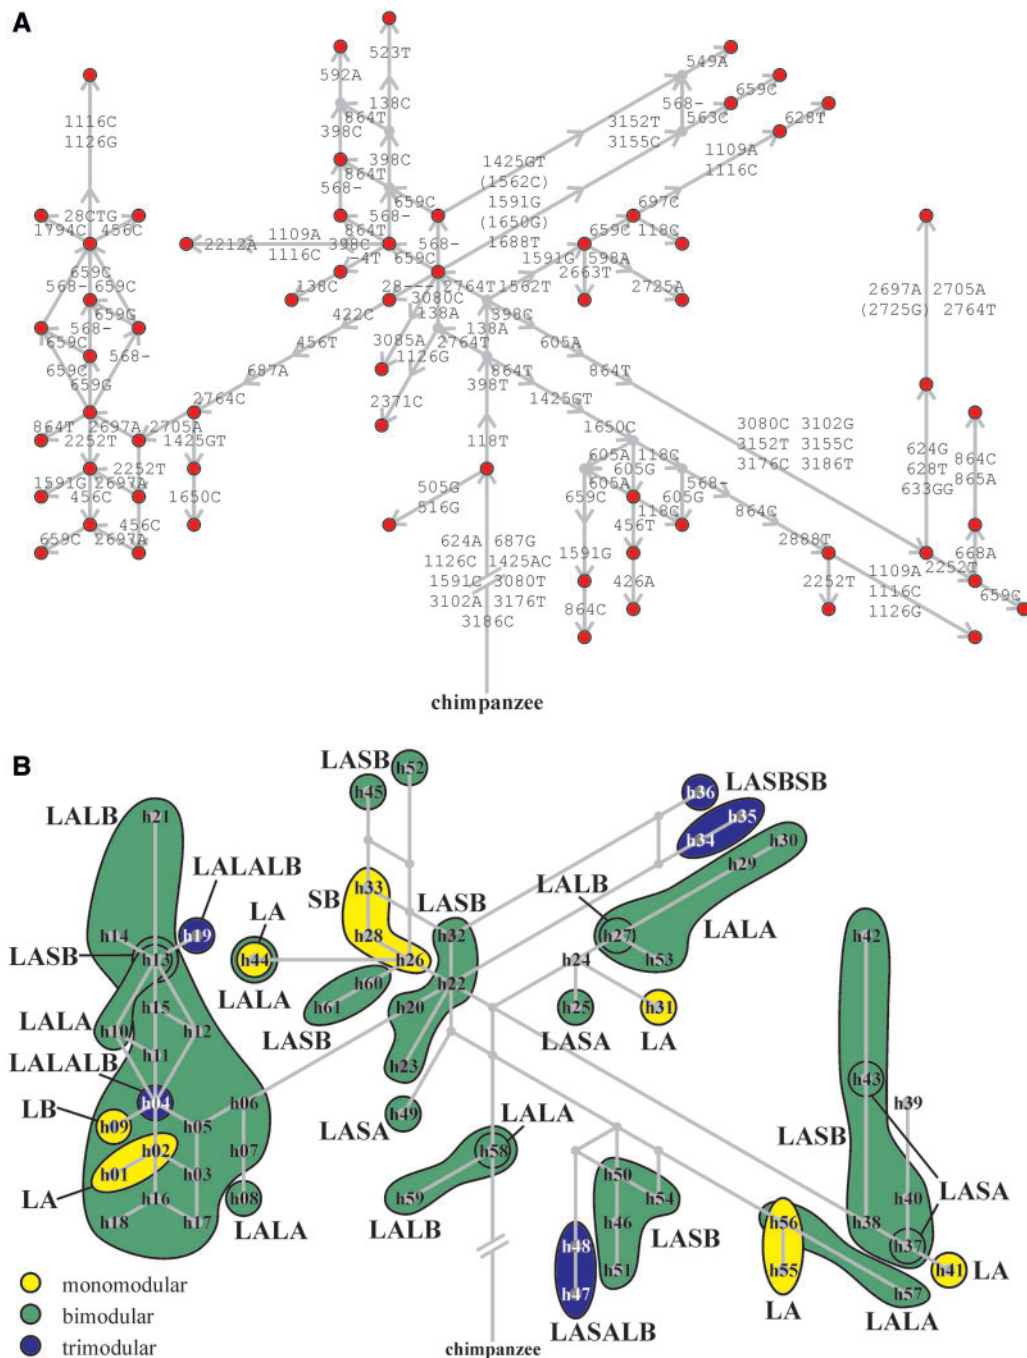 A
523T
592A
549A
138C
568-
659C
864T
563C
628T
1116C
3152T
398C
1126G
3155C
1109A
398C
1425GT
1116C
864T
(1562C)
568-
659C
1591G
697C
28CTG
568-
(1650G)
1794C
456C
864T
1688T
659C
118C
1109A
398C
568-
2212A
1116C
-4T
659C
1591G
598A
659C
2663T
568-
659C
138C
28---
2764T
1562T
2725A
2697A
2705A
3080C
(2725G)
2764T
659G
422C
138A
398C
568-
456T
3085A
138A
605A
659C
568-
1126G
2764T
659C
687A
864T
864T
659G
398T
2764C
2371C
1425GT
864T
2697A
2705A
3080C 3102G
2252T
1425GT
118T
1650C
3152T 3155C
624G
864C
605A
118C
3176C 3186T
628T
2252T
605G
865A
1591G
2697A
505G
605A
568-
633GG
456C
1650C
516G
659C
605G
118C
864C
456C
624A
687G
456T
2888T
668A
659C
2697A
1126C
1425AC
1591G
1109A
2252T
1591C
3080T
426A
2252T
1116C
659C
3102A
3176T
864C
1126G
3186C
chimpanzee
B
LASB
h52
h45
h36
LASBSB
LALB
h21
h35
h34
h30
LALALB
h33
h29
SB
LASB
LALB
LA
h14
h19
h28
h32
h27
LALA
h42
LASB
h13
h44
h26
h24
h53
h60
h22
LALA
h61
h20
h25
h31
LALA
h15
LASB
LASA
LA
h10
h12
h11
h23
LALALB
h43
h04
h06
h49
h39
LB
h09
h05
LASA
LALA
LASB
h02
h07
h58
h50
LASA
h01
h03
h54
h40
LA
h16
h08
h59
h56
h38
h18
h17
LALA
LALB
h48
h46
LASB
h37
h41
LA
h51
h55
h47
h57
monomodular
LA
LALA
bimodular
LASALB
trimodular
chimpanzee